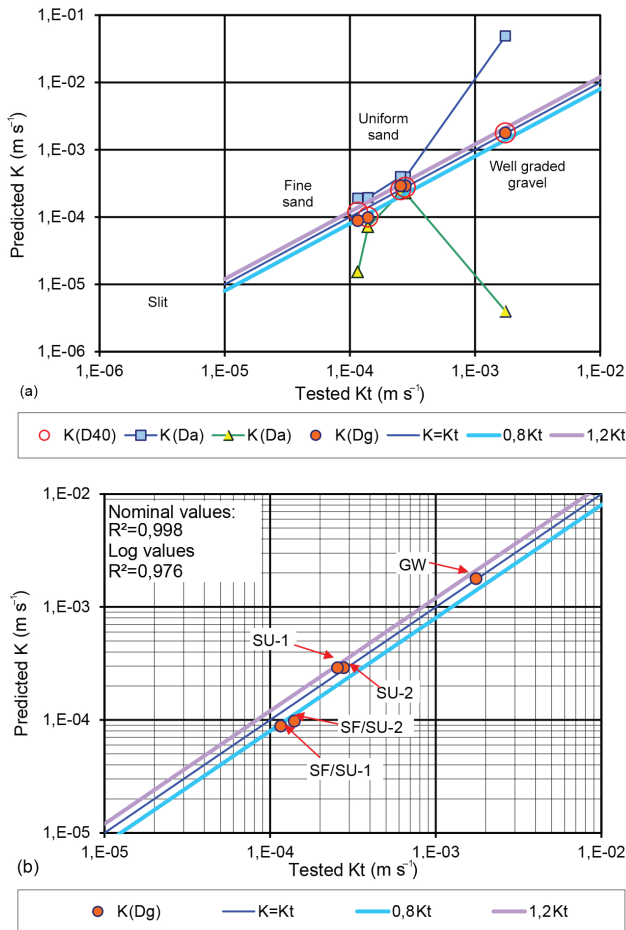 1,E-01
1,E-02
1,E-03
1,E-04
1,E-05
1,E-06
Predicted K (m s⁻¹)
Uniform
sand
Fine
sand
Well graded
gravel
Slit
1,E-06 1,E-05 1,E-04 1,E-03 1,E-02
Tested Kt (m s⁻¹)
(a)
K(D40) K(Da) K(Da) K(Dg) K=Kt 0,8Kt 1,2Kt
1,E-02
1,E-03
1,E-04
1,E-05
Predicted K (m s⁻¹)
Nominal values:
R²=0,998
Log values
R²=0,976
GW
SU-1
SU-2
SF/SU-2
SF/SU-1
1,E-05 1,E-04 1,E-03 1,E-02
Tested Kt (m s⁻¹)
(b)
K(Dg) K=Kt 0,8Kt 1,2Kt